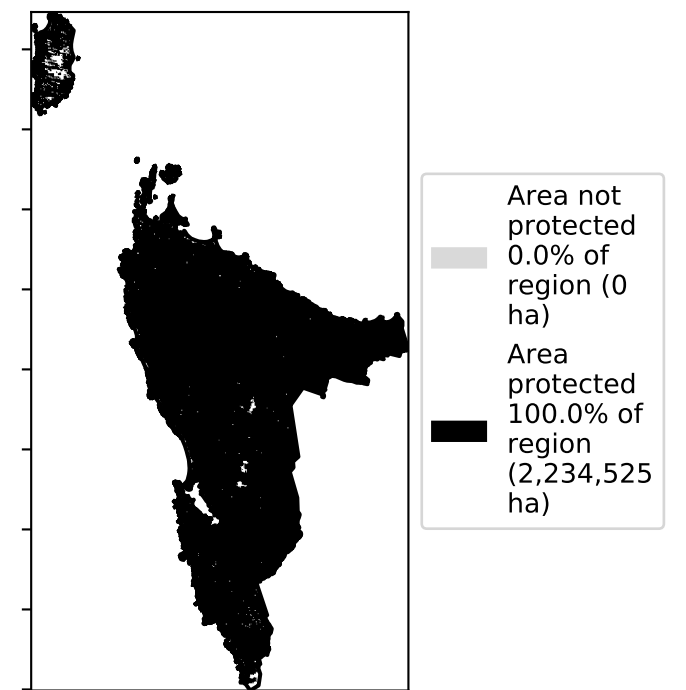 Area not
protected
0.0% of
region (0
ha)
Area
protected
100.0% of
region
(2,234,525
ha)